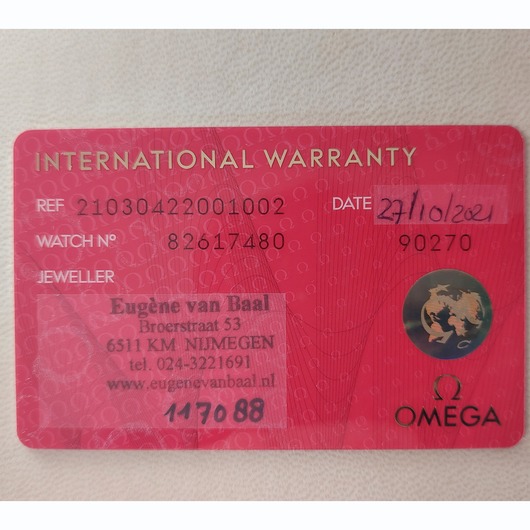 INTERNATIONAL WARRANTY
REF 21030422001002 DATE 27/10/2021
WATCH Nº 82617480 90270
JEWELLER
Eugène van Baal
Broerstraat 53
6511 KM NIJMEGEN
tel. 024-3221691
www.eugenevanbaal.nl
117088
Ω
OMEGA